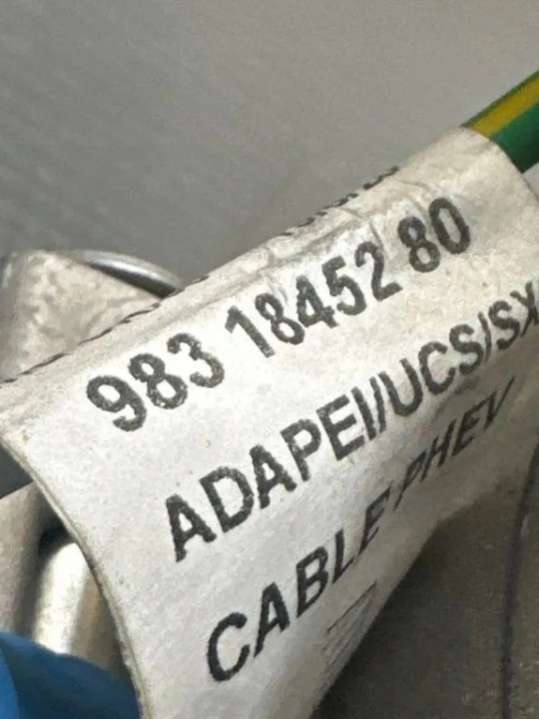 983 18452 80
ADAPEI/UCS/SX
CABLE PHEV